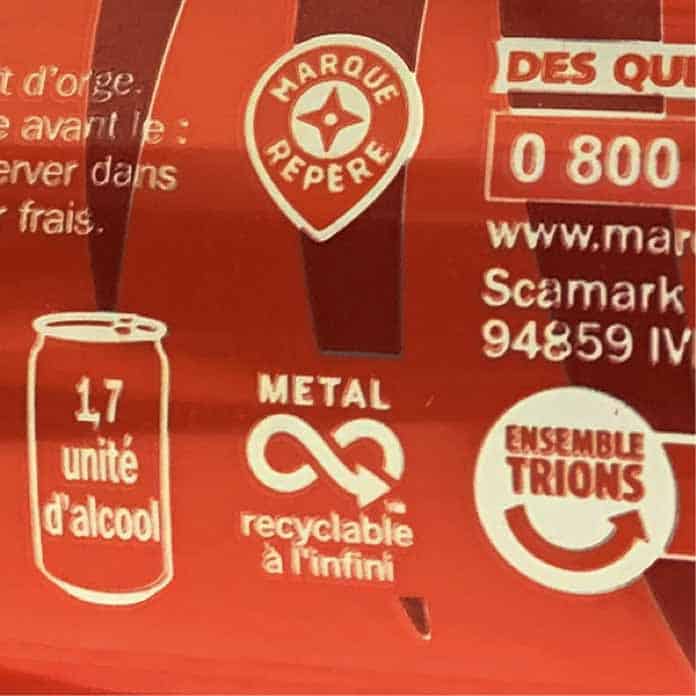 t d'orge.
e avant le :
erver dans
r frais.
MARQUE
REPÈRE
DES QU
0 800
www.mar
Scamark
94859 IV
1,7
unité
d'alcool
METAL
recyclable
à l'infini
ENSEMBLE
TRIONS